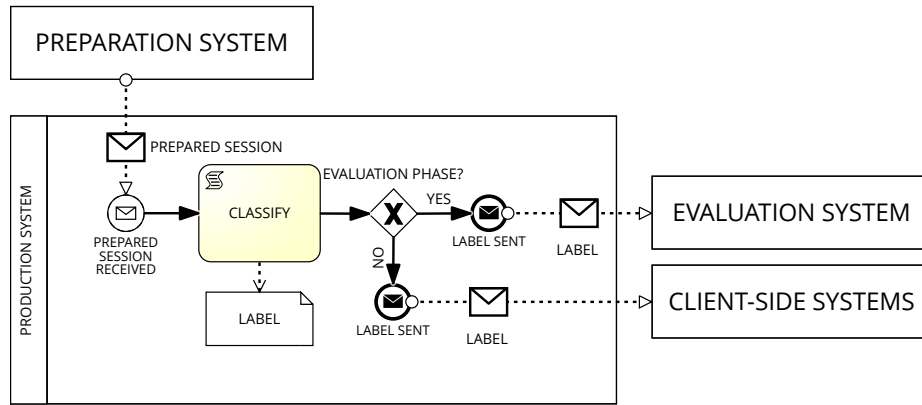 PREPARATION SYSTEM
PREPARED SESSION
EVALUATION PHASE?
PRODUCTION SYSTEM
CLASSIFY
YES
EVALUATION SYSTEM
PREPARED
SESSION
RECEIVED
LABEL SENT
LABEL
NO
LABEL
LABEL SENT
LABEL
CLIENT-SIDE SYSTEMS